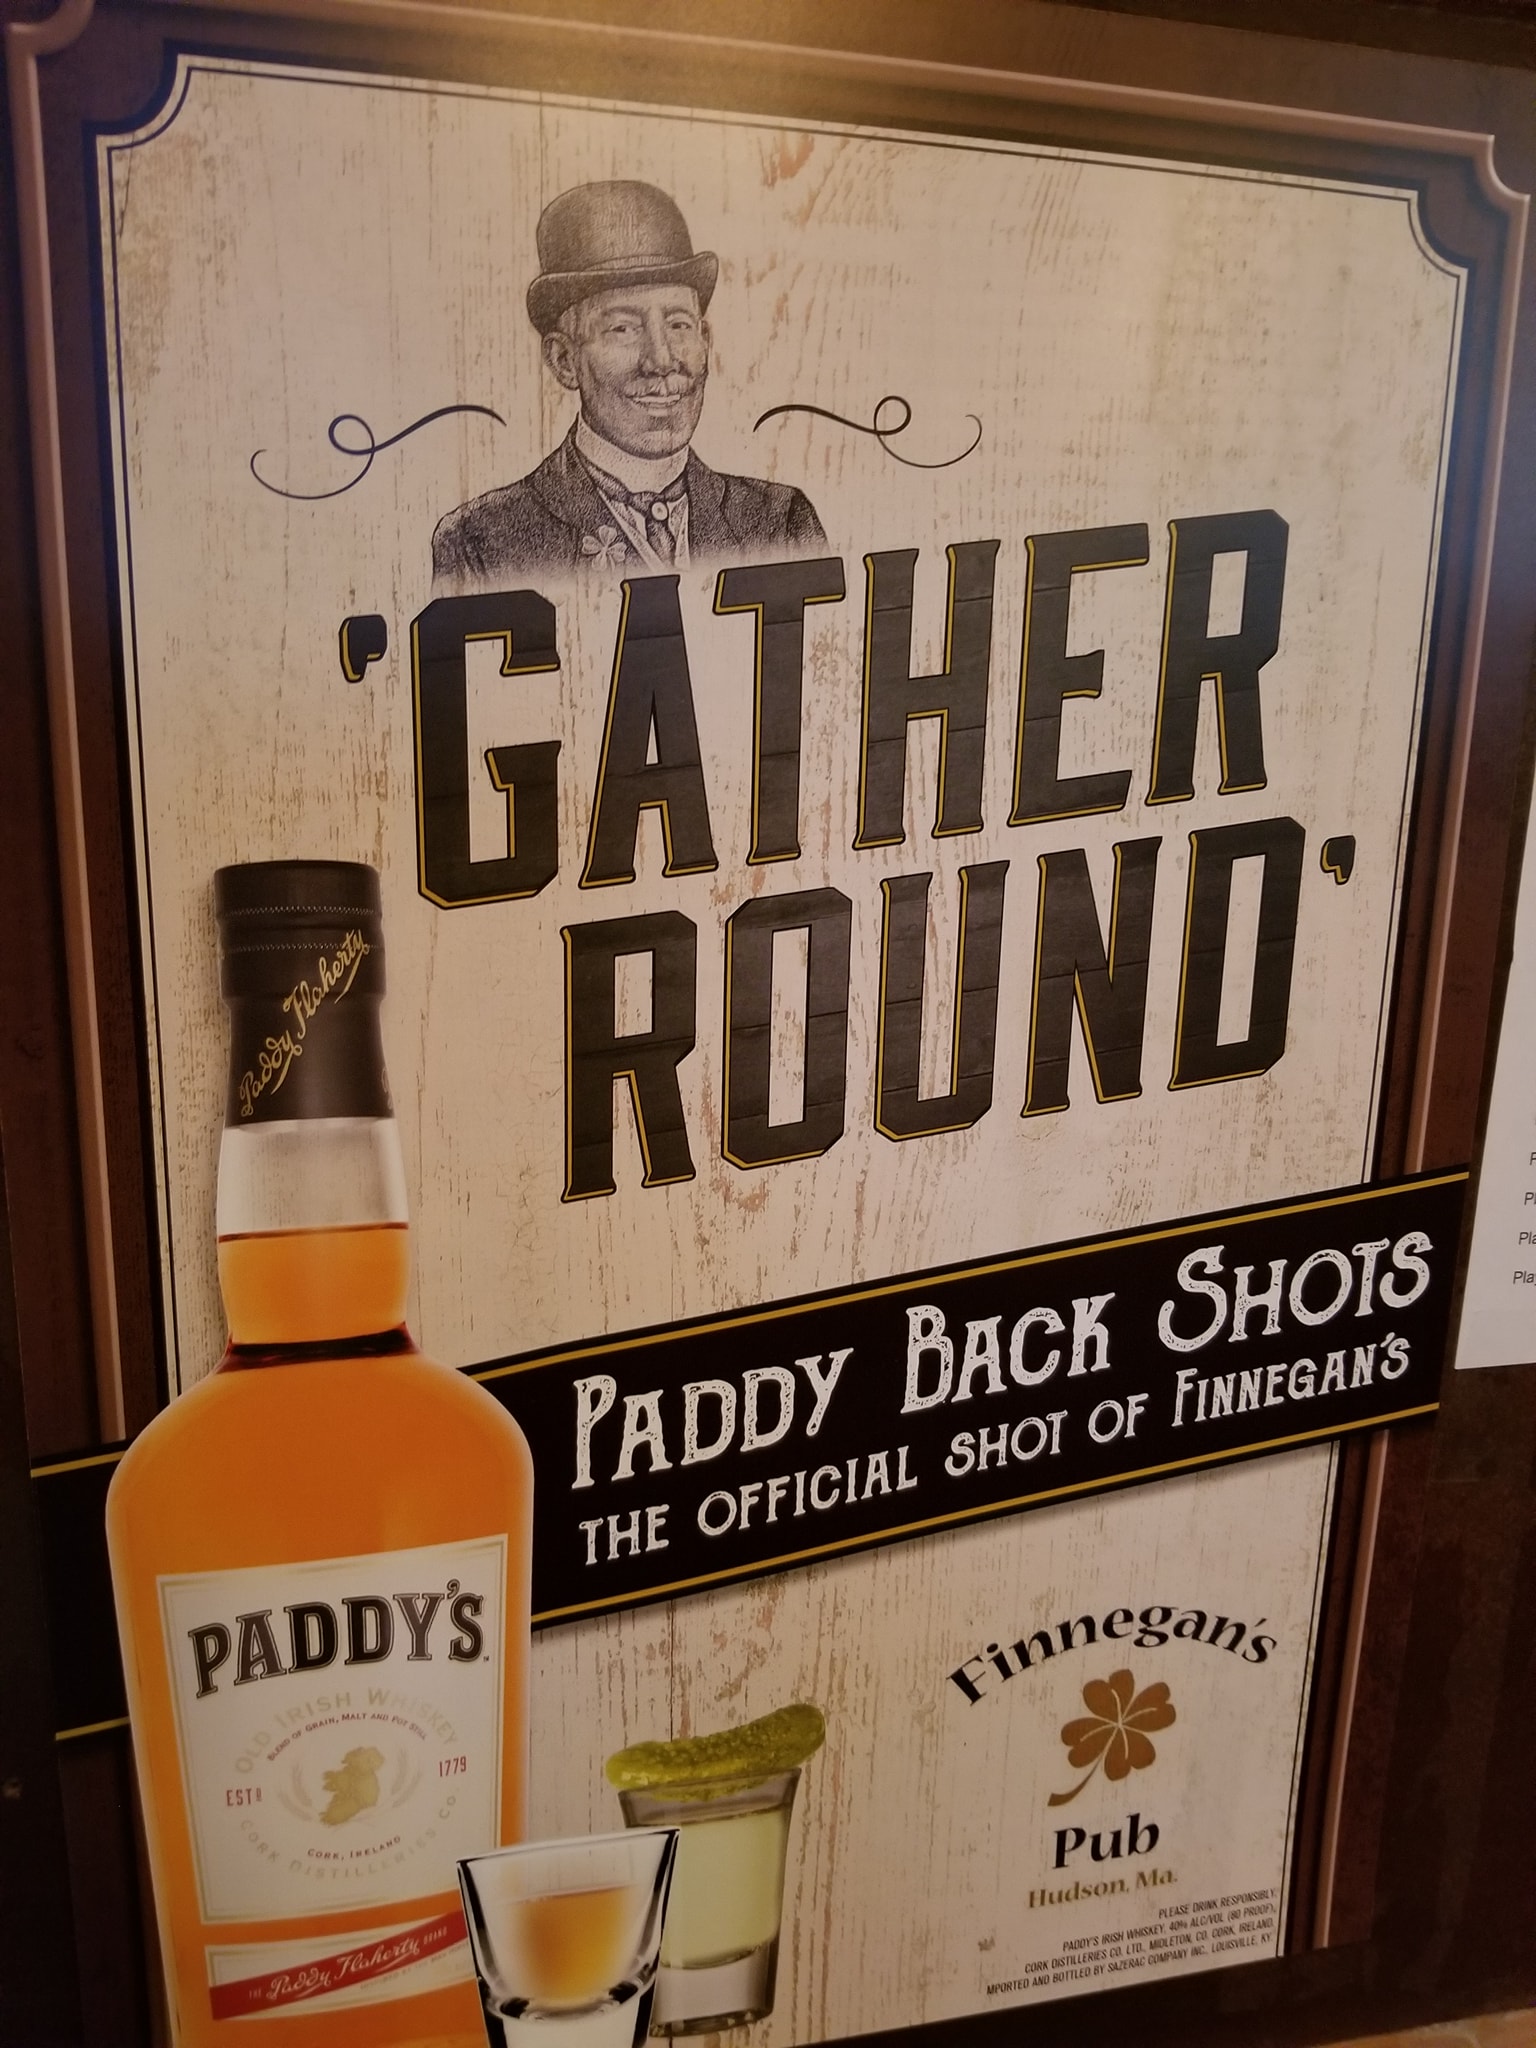 'GATHER
ROUND'
Paddy Flaherty
PADDY BACK SHOTS
THE OFFICIAL SHOT OF FINNEGAN'S
PADDY'S
OLD IRISH WHISKEY
BLEND OF GRAIN, MALT AND POT STILL
ESTD 1779
CORK, IRELAND
CORK DISTILLERIES CO.
THE Paddy Flaherty BRAND
Finnegan's
Pub
Hudson, Ma.
PLEASE DRINK RESPONSIBLY.
PADDY'S IRISH WHISKEY, 40% ALC/VOL (80 PROOF),
CORK DISTILLERIES CO. LTD., MIDLETON, CO. CORK, IRELAND.
MPORTED AND BOTTLED BY SAZERAC COMPANY INC., LOUISVILLE, KY.